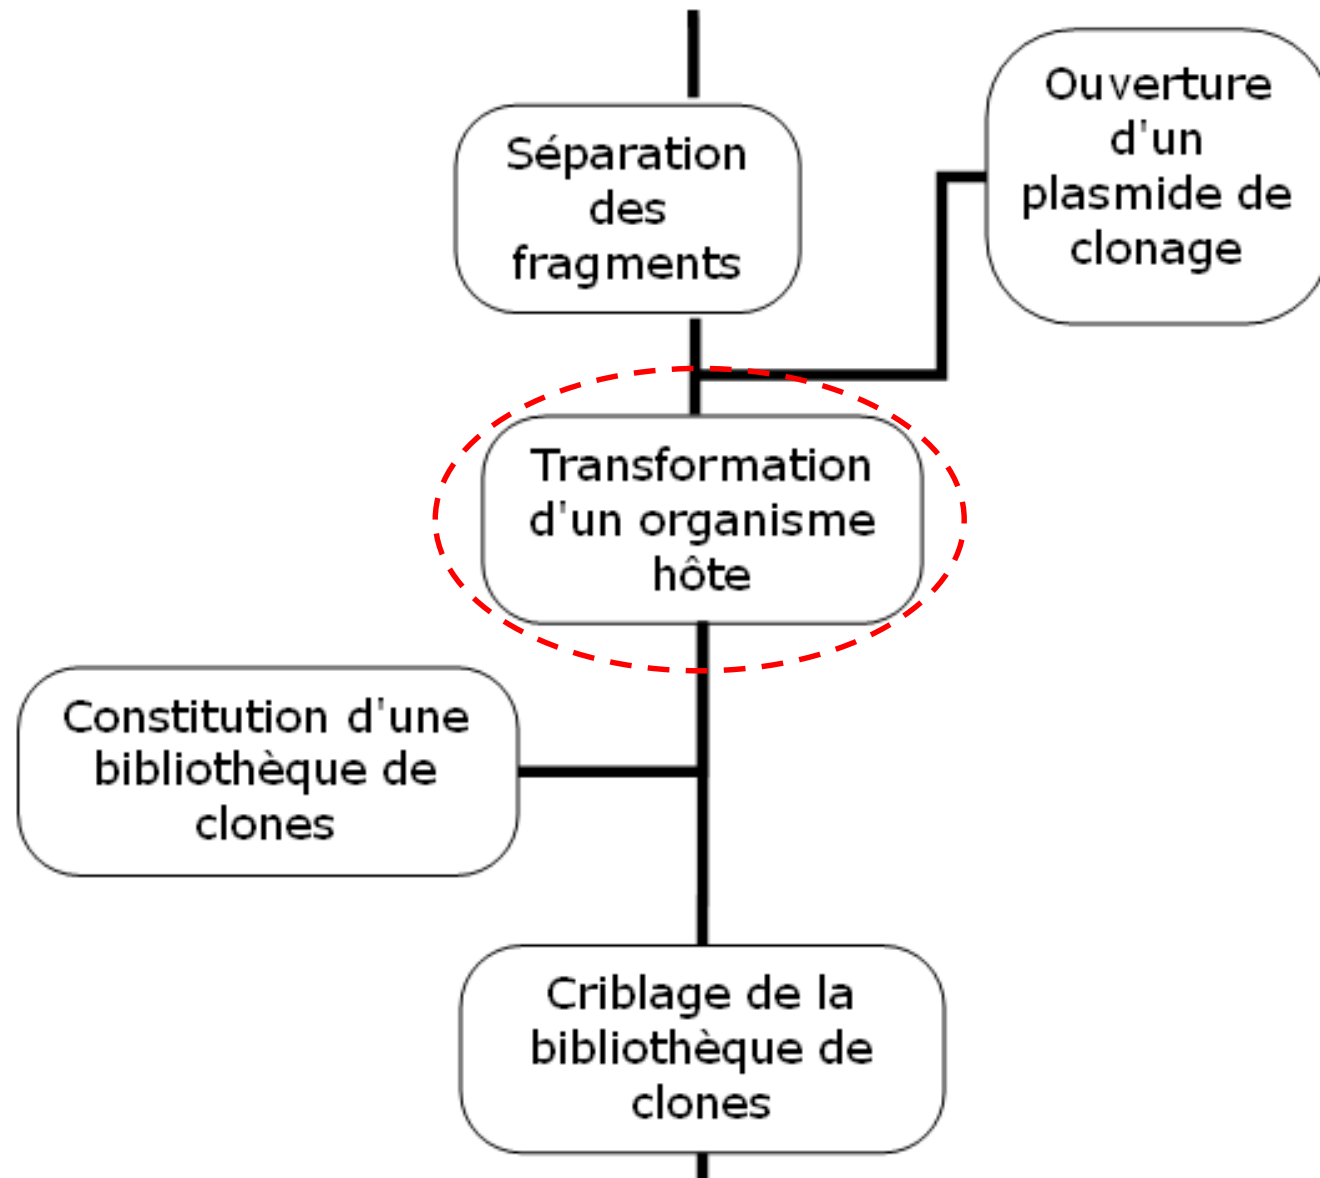 Séparation
des
fragments
Ouverture
d'un
plasmide de
clonage
Transformation
d'un organisme
hôte
Constitution d'une
bibliothèque de
clones
Criblage de la
bibliothèque de
clones